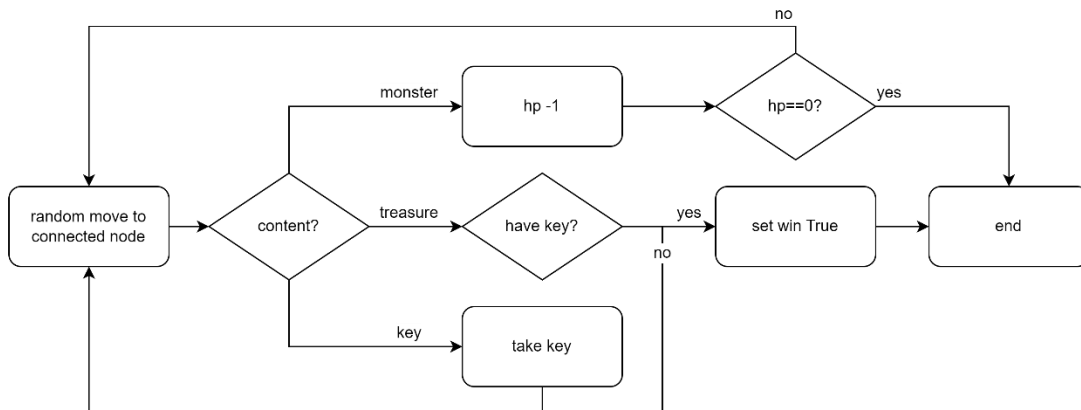 no
monster
hp -1
hp==0?
yes
random move to
connected node
content?
treasure
have key?
yes
no
set win True
end
key
take key